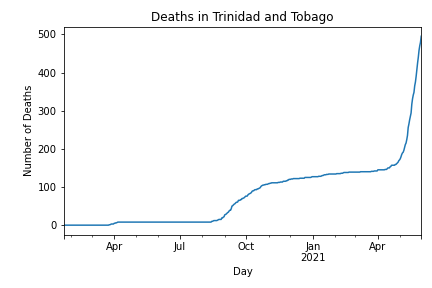 Deaths in Trinidad and Tobago
500
400
300
200
100
0
Number of Deaths
Apr Jul Oct Jan Apr
2021
Day